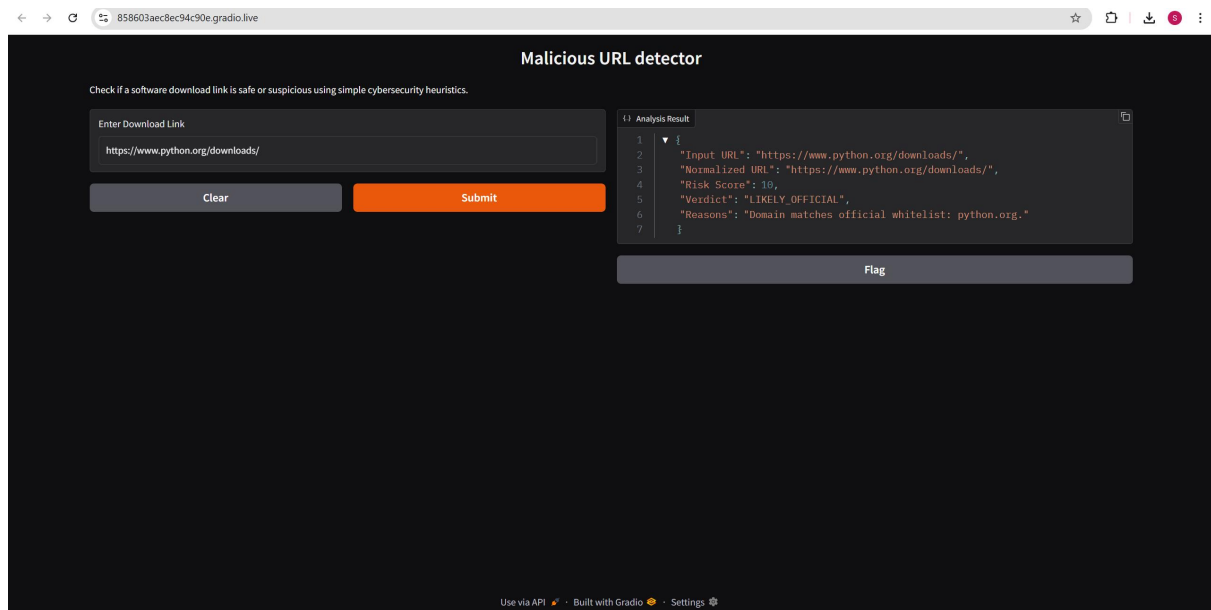 858603aec8ec94c90e.gradio.live
S
Malicious URL detector
Check if a software download link is safe or suspicious using simple cybersecurity heuristics.
Enter Download Link
https://www.python.org/downloads/
Clear
Submit
{·} Analysis Result
1 ▼ {
2 "Input URL": "https://www.python.org/downloads/",
3 "Normalized URL": "https://www.python.org/downloads/",
4 "Risk Score": 10,
5 "Verdict": "LIKELY_OFFICIAL",
6 "Reasons": "Domain matches official whitelist: python.org."
7 }
Flag
Use via API · Built with Gradio · Settings